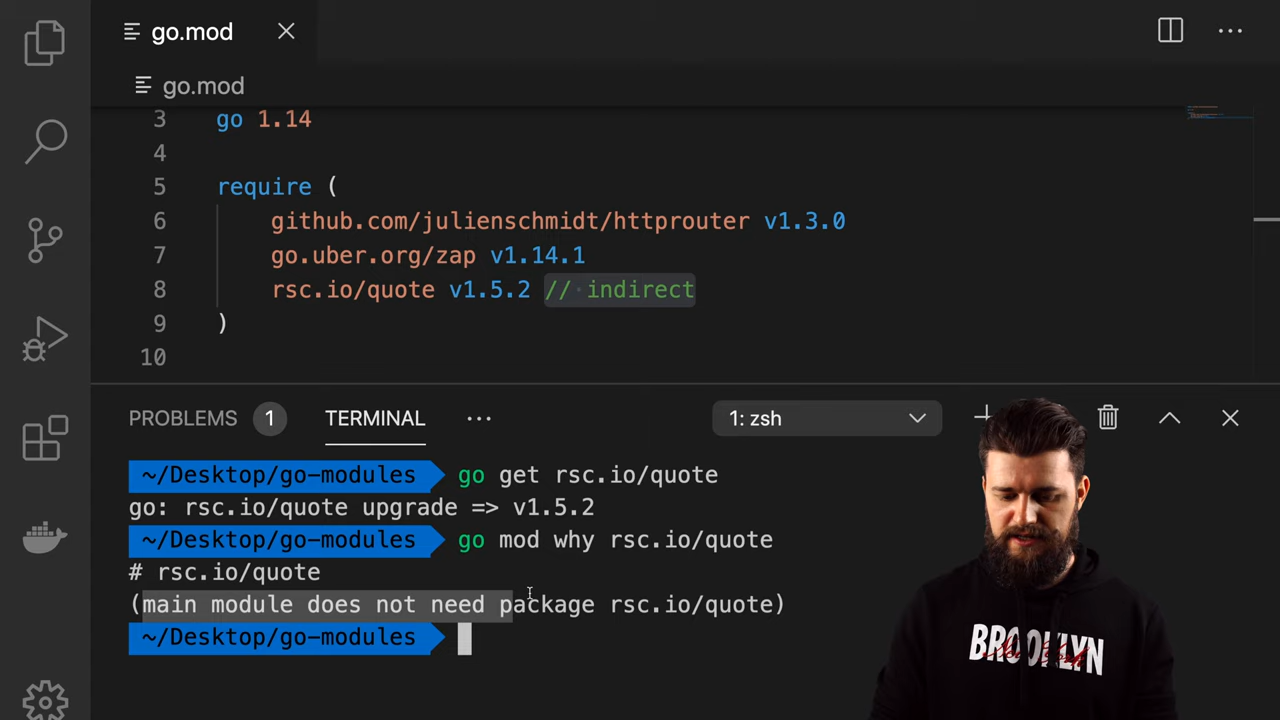 go.mod
go.mod
3 go 1.14
4
5 require (
6 github.com/julienschmidt/httprouter v1.3.0
7 go.uber.org/zap v1.14.1
8 rsc.io/quote v1.5.2 // indirect
9 )
10
PROBLEMS 1 TERMINAL ··· 1: zsh
~/Desktop/go-modules go get rsc.io/quote
go: rsc.io/quote upgrade => v1.5.2
~/Desktop/go-modules go mod why rsc.io/quote
# rsc.io/quote
(main module does not need package rsc.io/quote)
~/Desktop/go-modules
BROOKLYN